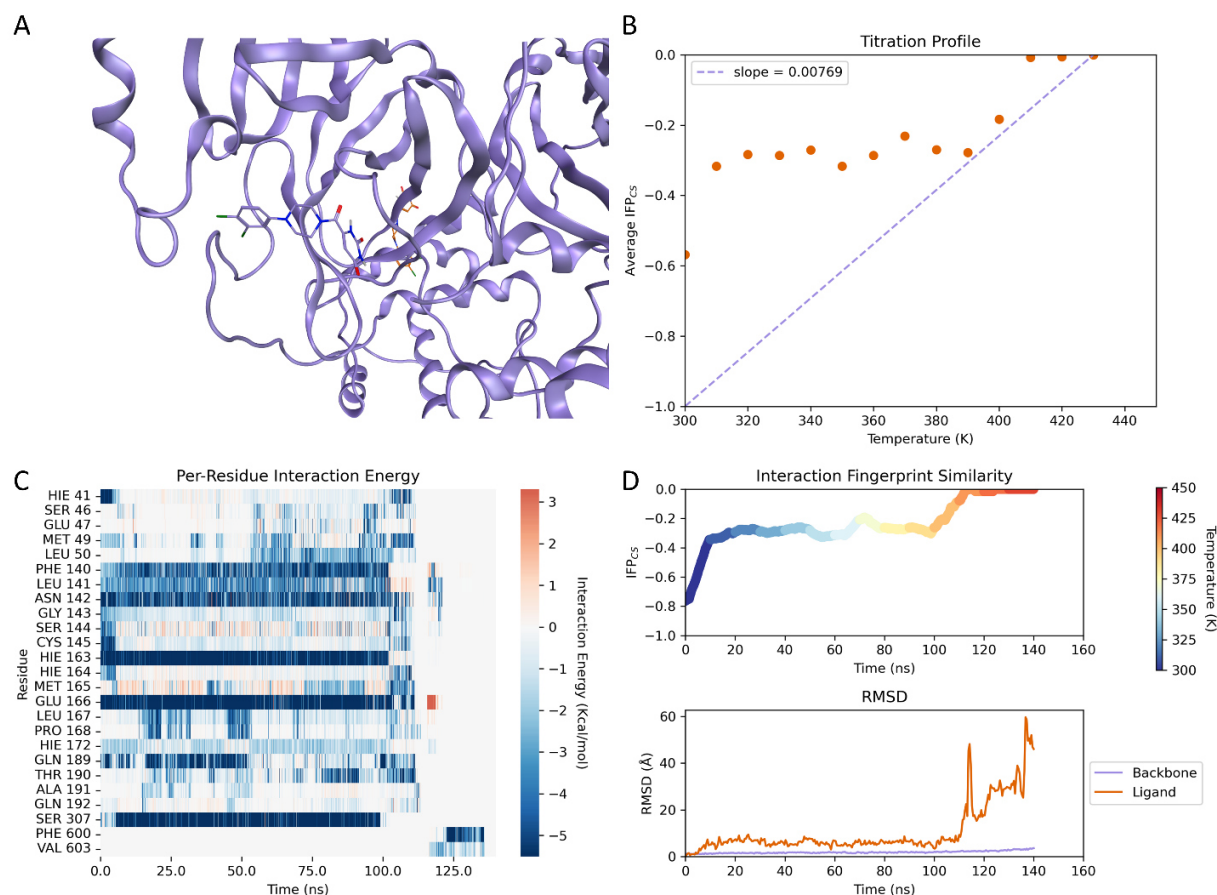 A
B
Titration Profile
slope = 0.00769
Average IFP_CS
0.0
−0.2
−0.4
−0.6
−0.8
−1.0
300 320 340 360 380 400 420 440
Temperature (K)
C
Per-Residue Interaction Energy
Residue
HIE 41
SER 46
GLU 47
MET 49
LEU 50
PHE 140
LEU 141
ASN 142
GLY 143
SER 144
CYS 145
HIE 163
HIE 164
MET 165
GLU 166
LEU 167
PRO 168
HIE 172
GLN 189
THR 190
ALA 191
GLN 192
SER 307
PHE 600
VAL 603
0.0 25.0 50.0 75.0 100.0 125.0
Time (ns)
3
2
1
0
−1
−2
−3
−4
−5
Interaction Energy (Kcal/mol)
D
Interaction Fingerprint Similarity
IFP_CS
0.0
−0.2
−0.4
−0.6
−0.8
−1.0
0 20 40 60 80 100 120 140 160
Time (ns)
450
425
400
375
350
325
300
Temperature (K)
RMSD
RMSD (Å)
60
40
20
0
0 20 40 60 80 100 120 140 160
Time (ns)
Backbone
Ligand